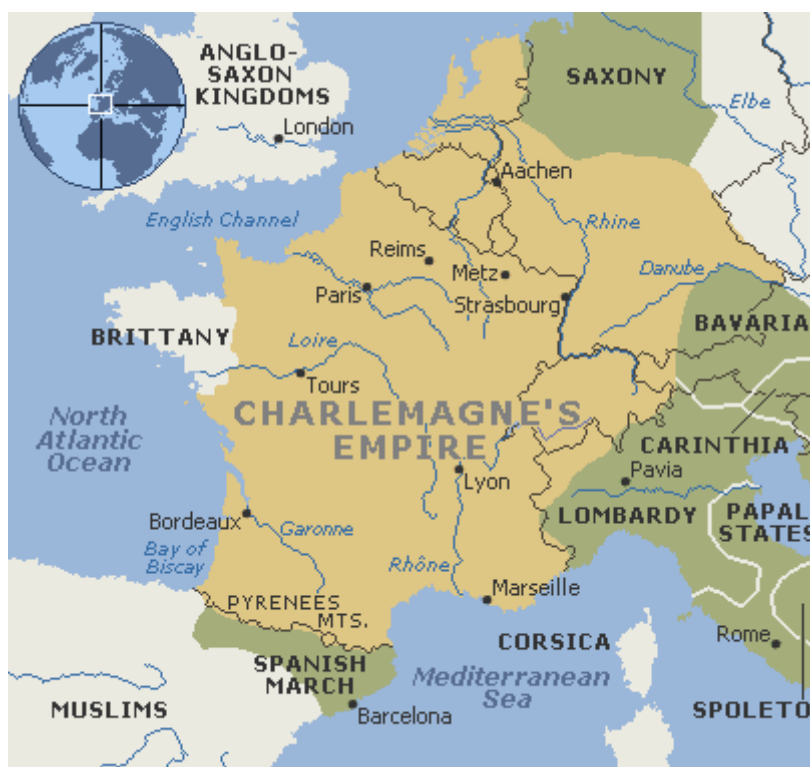 ANGLO-
SAXON
KINGDOMS
London
SAXONY
Elbe
Aachen
English Channel
Rhine
Reims
Metz
Danube
Paris
Strasbourg
BRITTANY
Loire
BAVARIA
Tours
North
Atlantic
Ocean
CHARLEMAGNE'S
EMPIRE
CARINTHIA
Lyon
Pavia
Bordeaux
Garonne
LOMBARDY
PAPAL
STATES
Bay of
Biscay
Rhône
Marseille
PYRENEES
MTS.
CORSICA
Rome
SPANISH
MARCH
Mediterranean
Sea
MUSLIMS
Barcelona
SPOLETO